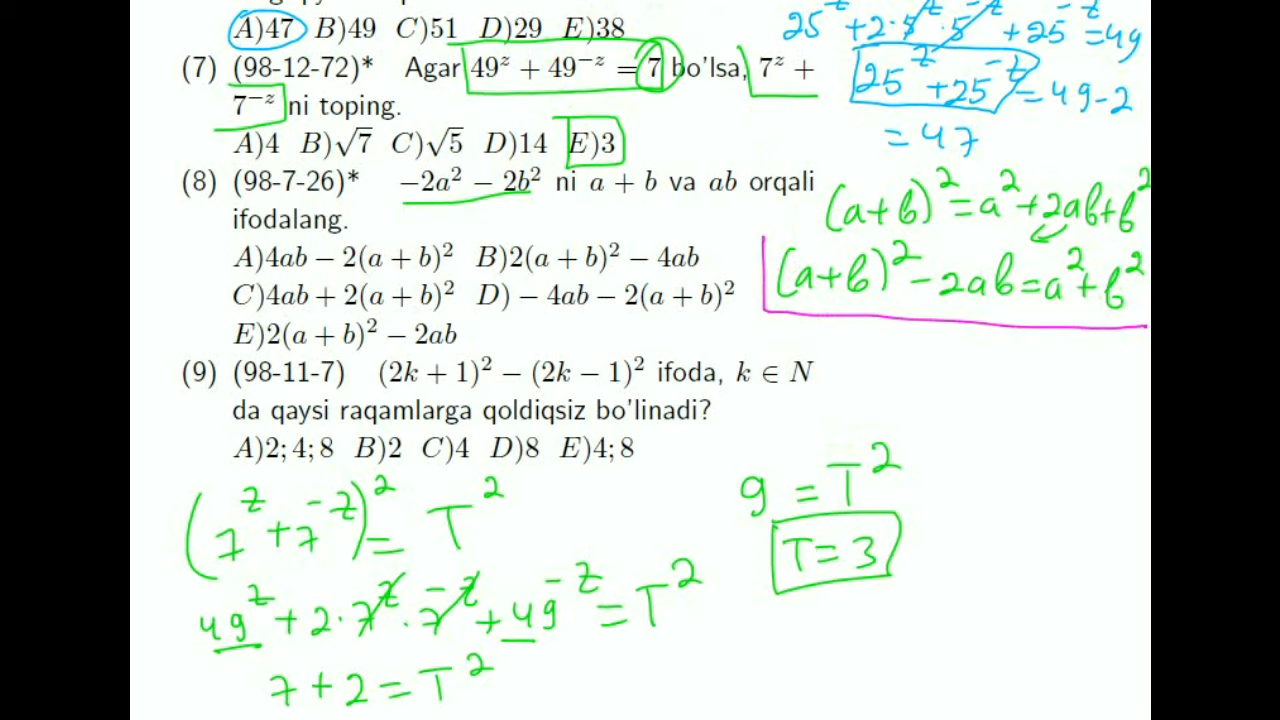 A)47 B)49 C)51 D)29 E)38
(7) (98-12-72)* Agar 49^z + 49^{−z} = 7 bo'lsa, 7^z +
7^{−z} ni toping.
A)4 B)√7 C)√5 D)14 E)3
(8) (98-7-26)* −2a² − 2b² ni a + b va ab orqali
ifodalang.
A)4ab − 2(a + b)² B)2(a + b)² − 4ab
C)4ab + 2(a + b)² D) − 4ab − 2(a + b)²
E)2(a + b)² − 2ab
(9) (98-11-7) (2k + 1)² − (2k − 1)² ifoda, k ∈ N
da qaysi raqamlarga qoldiqsiz bo'linadi?
A)2; 4; 8 B)2 C)4 D)8 E)4; 8
25^z + 2·5^z·5^{-z} + 25^{-z} = 49
25^z + 25^{-z} = 49-2
= 47
(a+b)² = a² + 2ab + b²
(a+b)² - 2ab = a² + b²
(7^z + 7^{-z})² = T²
49^z + 2·7^z·7^{-z} + 49^{-z} = T²
7 + 2 = T²
9 = T²
T = 3